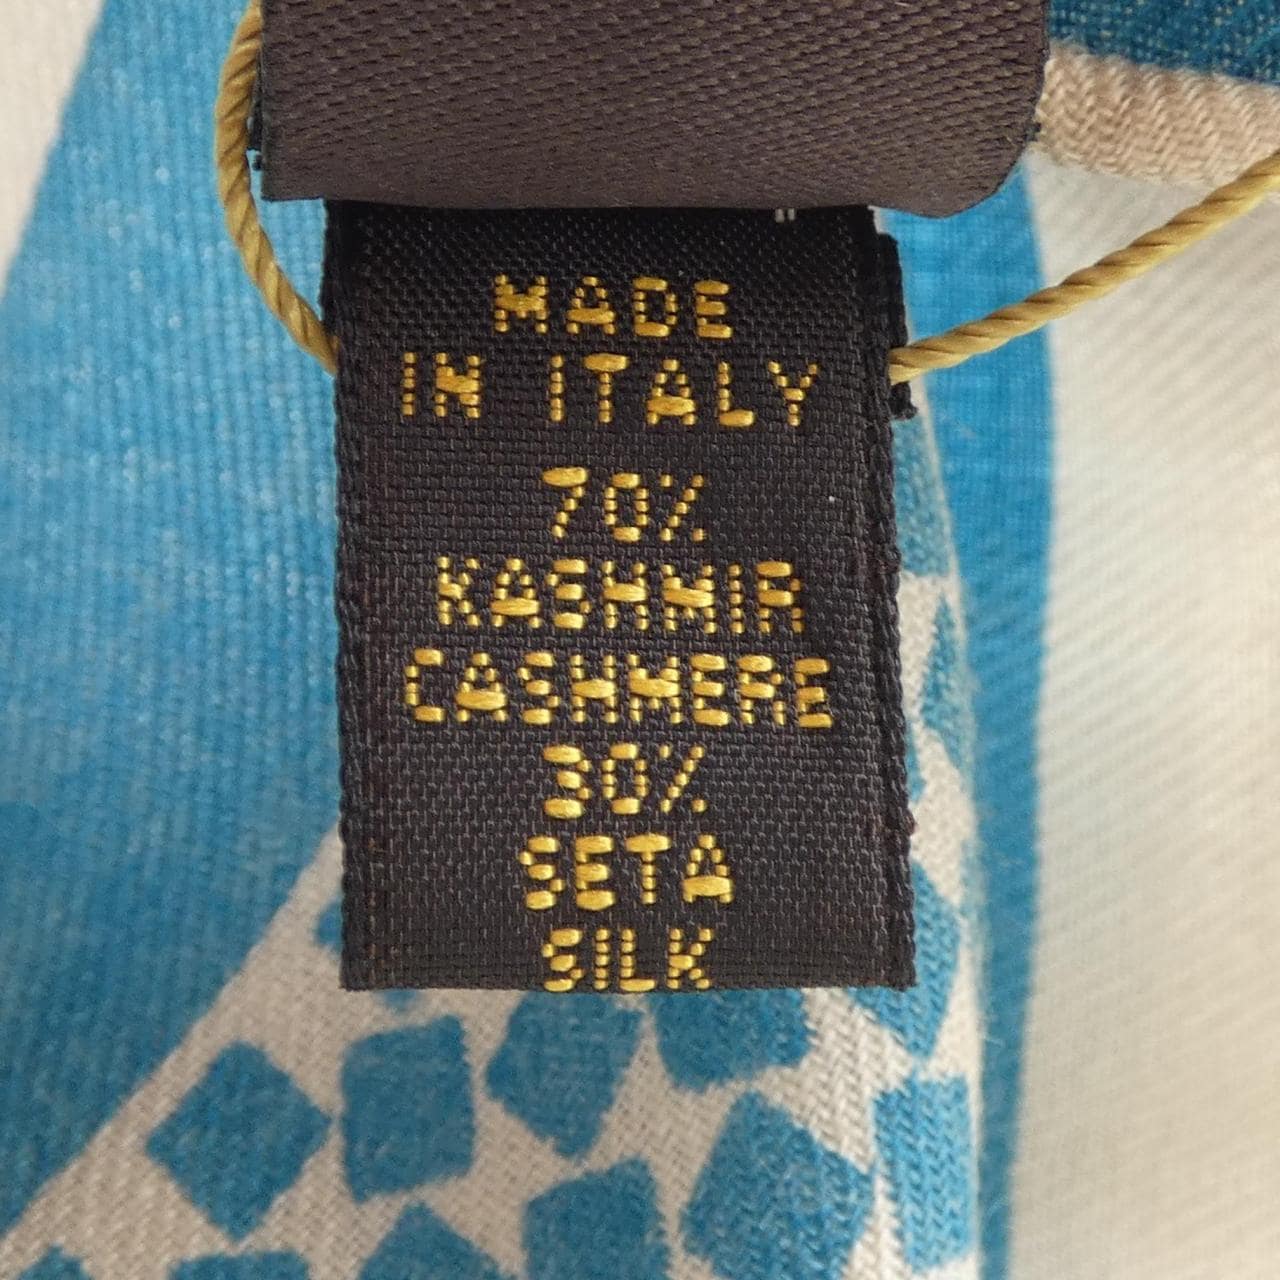 MADE
IN ITALY
70%
KASHMIR
CASHMERE
30%
SETA
SILK